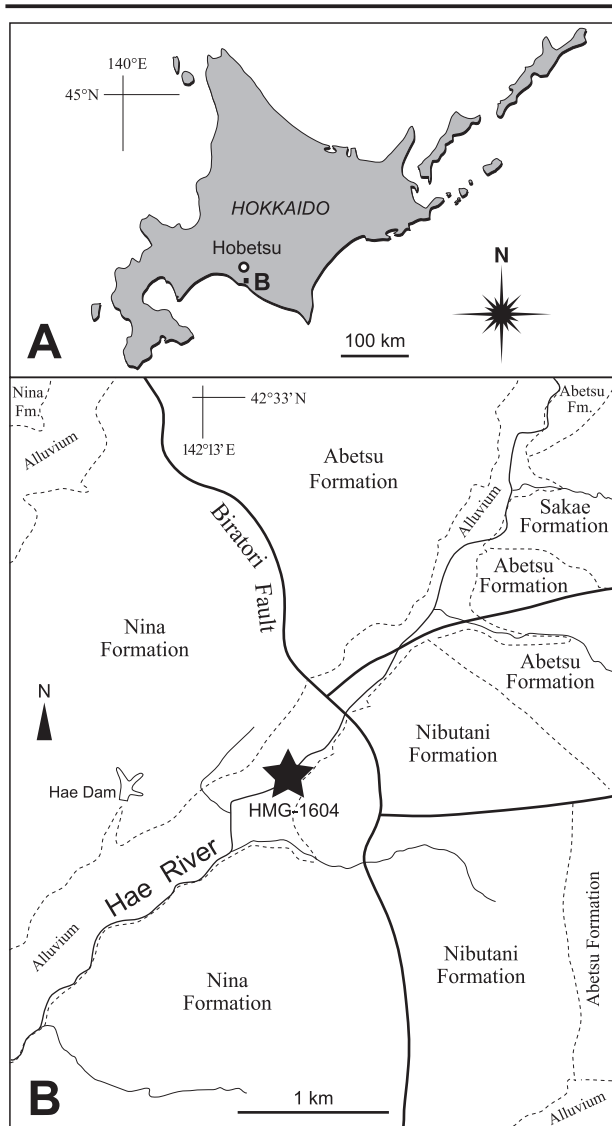 140°E
45°N
HOKKAIDO
Hobetsu
B
N
A
100 km
Nina
Fm.
Alluvium
42°33’N
142°13’E
Abetsu
Fm.
Abetsu
Formation
Alluvium
Sakae
Formation
Biratori
Fault
Abetsu
Formation
Nina
Formation
Abetsu
Formation
N
Nibutani
Formation
Hae Dam
HMG-1604
Hae River
Alluvium
Nina
Formation
Nibutani
Formation
Abetsu Formation
B
1 km
Alluvium